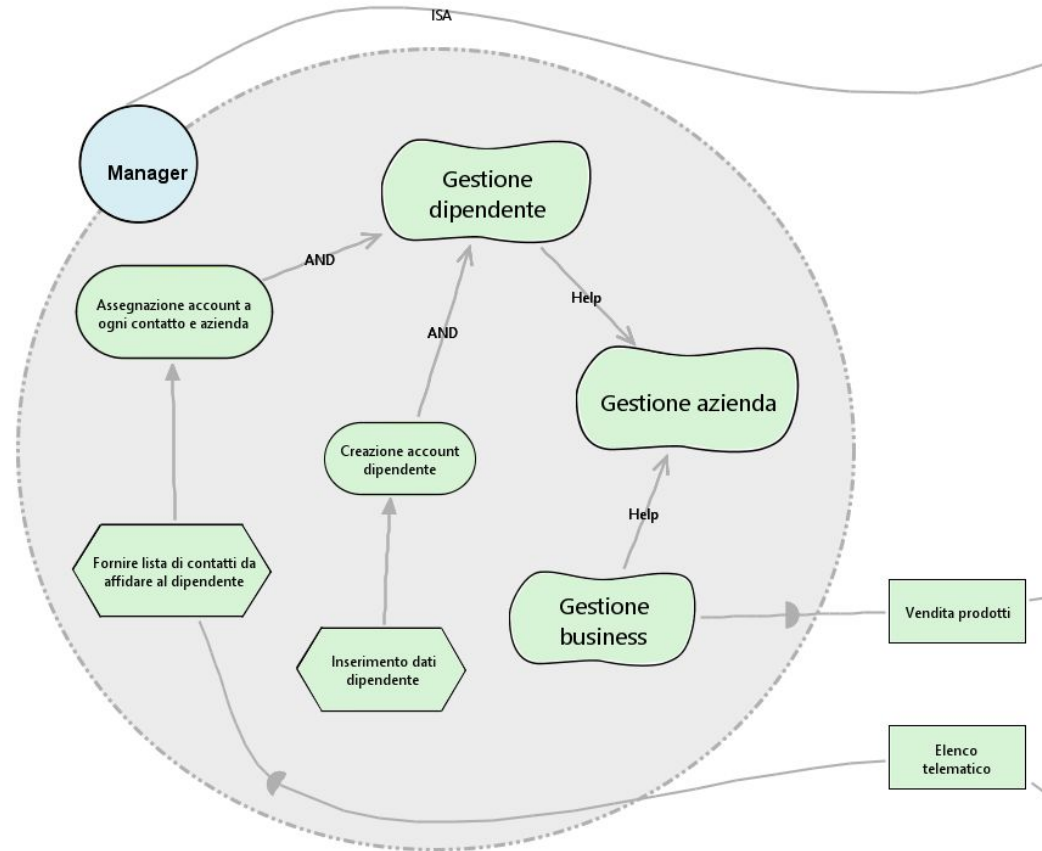 ISA
Manager
Gestione
dipendente
AND
Assegnazione account a
ogni contatto e azienda
Help
AND
Gestione azienda
Creazione account
dipendente
Help
Fornire lista di contatti da
affidare al dipendente
Gestione
business
Vendita prodotti
Inserimento dati
dipendente
Elenco
telematico